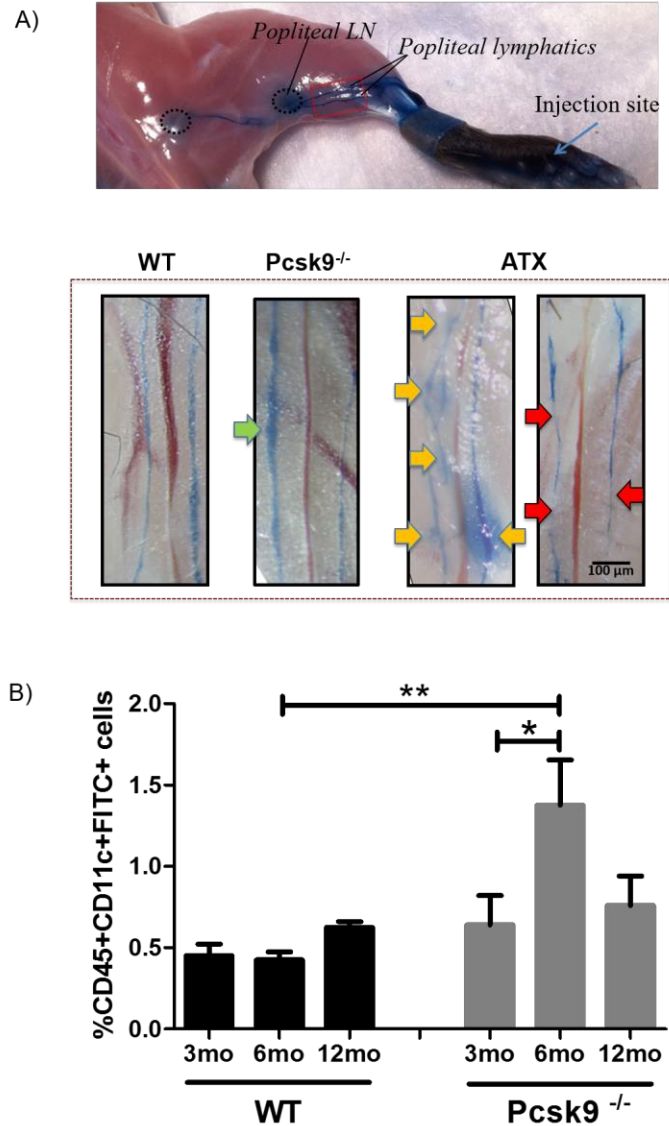 A)
Popliteal LN
Popliteal lymphatics
Injection site
WT Pcsk9-/- ATX
100 µm
B)
%CD45+CD11c+FITC+ cells
2.0
1.5
1.0
0.5
0.0
**
*
3mo 6mo 12mo 3mo 6mo 12mo
WT Pcsk9 -/-